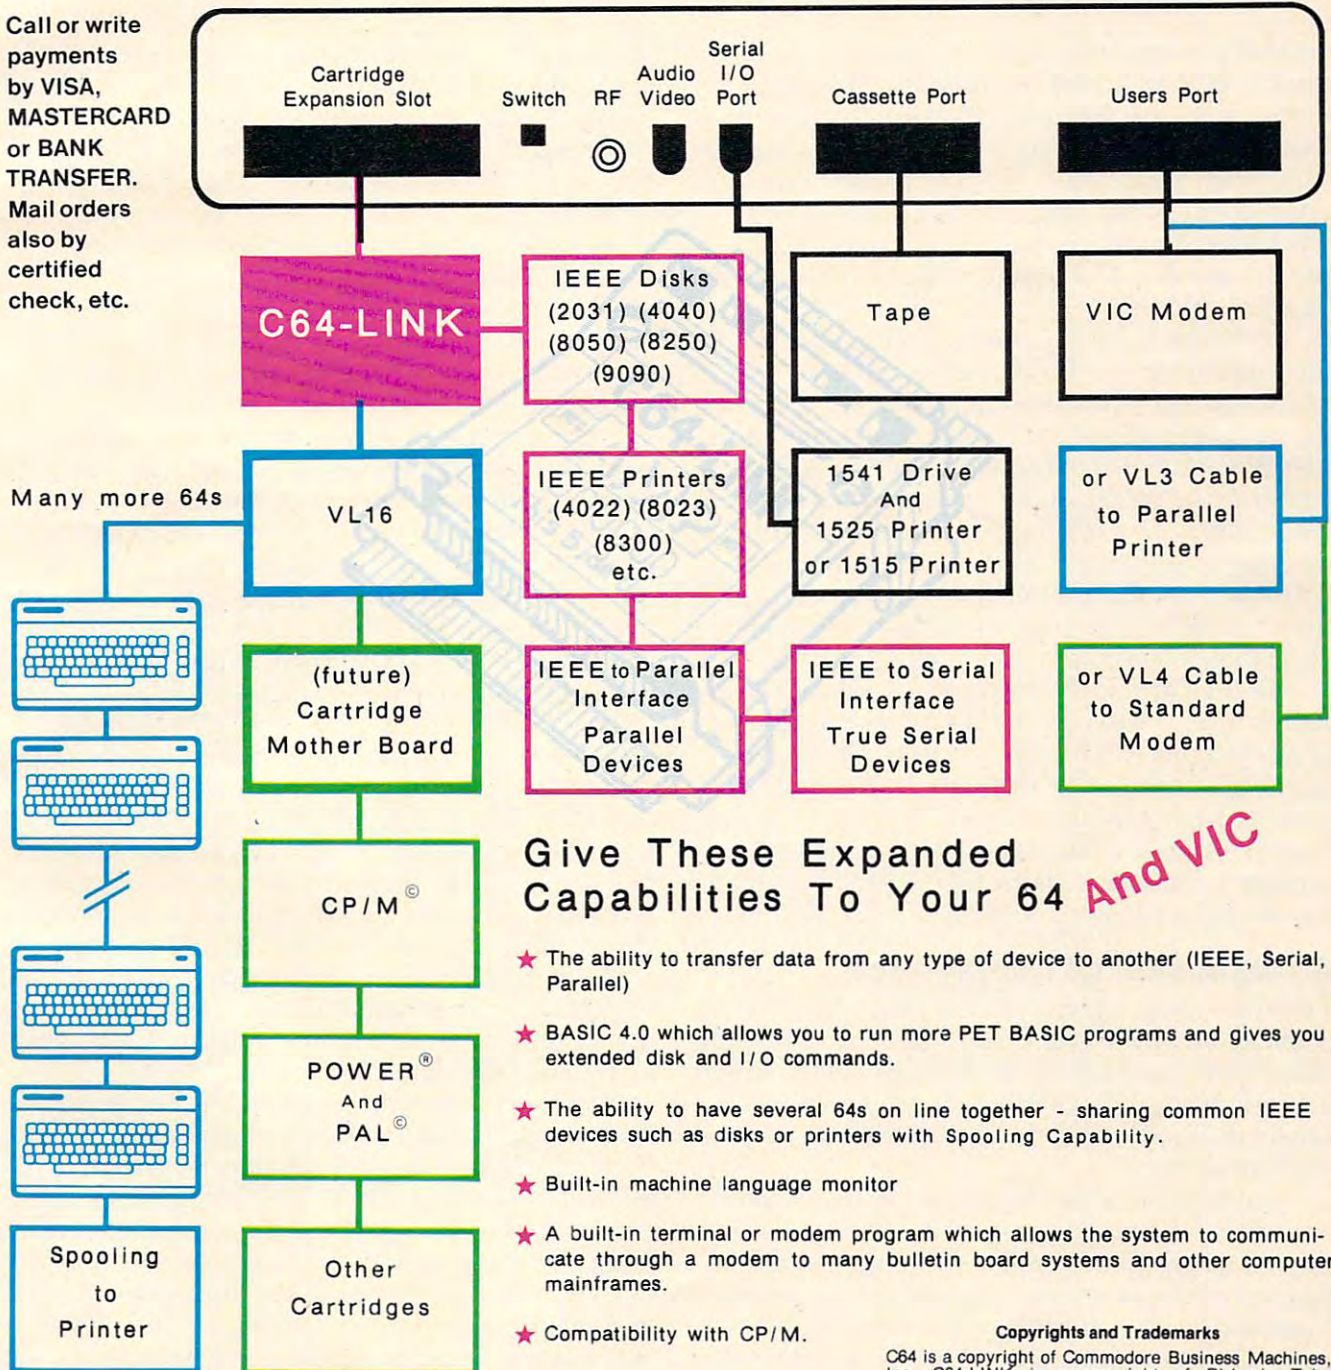 Call or write
payments
by VISA,
MASTERCARD
or BANK
TRANSFER.
Mail orders
also by
certified
check, etc.
Cartridge
Expansion Slot
Switch
RF
Audio
Video
Serial
I/O
Port
Cassette Port
Users Port
C64-LINK
IEEE Disks
(2031) (4040)
(8050) (8250)
(9090)
Tape
VIC Modem
Many more 64s
VL16
IEEE Printers
(4022) (8023)
(8300)
etc.
1541 Drive
And
1525 Printer
or 1515 Printer
or VL3 Cable
to Parallel
Printer
(future)
Cartridge
Mother Board
IEEE to Parallel
Interface
Parallel
Devices
IEEE to Serial
Interface
True Serial
Devices
or VL4 Cable
to Standard
Modem
CP/M©
POWER®
And
PAL©
Other
Cartridges
Spooling
to
Printer
Give These Expanded
Capabilities To Your 64 And VIC
★ The ability to transfer data from any type of device to another (IEEE, Serial,
Parallel)
★ BASIC 4.0 which allows you to run more PET BASIC programs and gives you
extended disk and I/O commands.
★ The ability to have several 64s on line together - sharing common IEEE
devices such as disks or printers with Spooling Capability.
★ Built-in machine language monitor
★ A built-in terminal or modem program which allows the system to communi-
cate through a modem to many bulletin board systems and other computer
mainframes.
★ Compatibility with CP/M.
Copyrights and Trademarks
C64 is a copyright of Commodore Business Machines,
C64-LINK